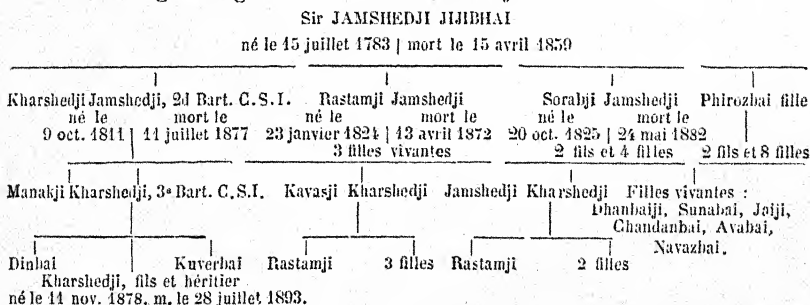 Sir JAMSHEDJI JIJIBHAI
né le 15 juillet 1783 | mort le 15 avril 1859
Kharshedji Jamshedji, 2d Bart. C.S.I. Rastamji Jamshedji Sorabji Jamshedji Phirozbai fille
né le mort le né le mort le né le mort le
9 oct. 1811 11 juillet 1877 23 janvier 1824 | 13 avril 1872 20 oct. 1825 | 24 mai 1882
3 filles vivantes 2 fils et 4 filles 2 fils et 8 filles
Manakji Kharshedji, 3e Bart. C.S.I. Kavasji Kharshedji Jamshedji Kharshedji Filles vivantes :
Dhanbaiji, Sunabai, Jaiji,
Chandanbai, Avabai,
Navazbai.
Dinbai Kuverbai Rastamji 3 filles Rastamji 2 filles
Kharshedji, fils et héritier
né le 11 nov. 1878. m. le 28 juillet 1893.